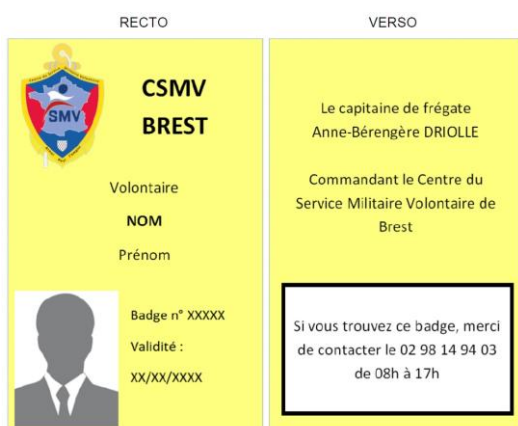 RECTO
VERSO
SMV
CSMV
BREST
Volontaire
NOM
Prénom
Badge n° XXXXX
Validité :
XX/XX/XXXX
Le capitaine de frégate
Anne-Bérengère DRIOLLE
Commandant le Centre du
Service Militaire Volontaire de
Brest
Si vous trouvez ce badge, merci
de contacter le 02 98 14 94 03
de 08h à 17h